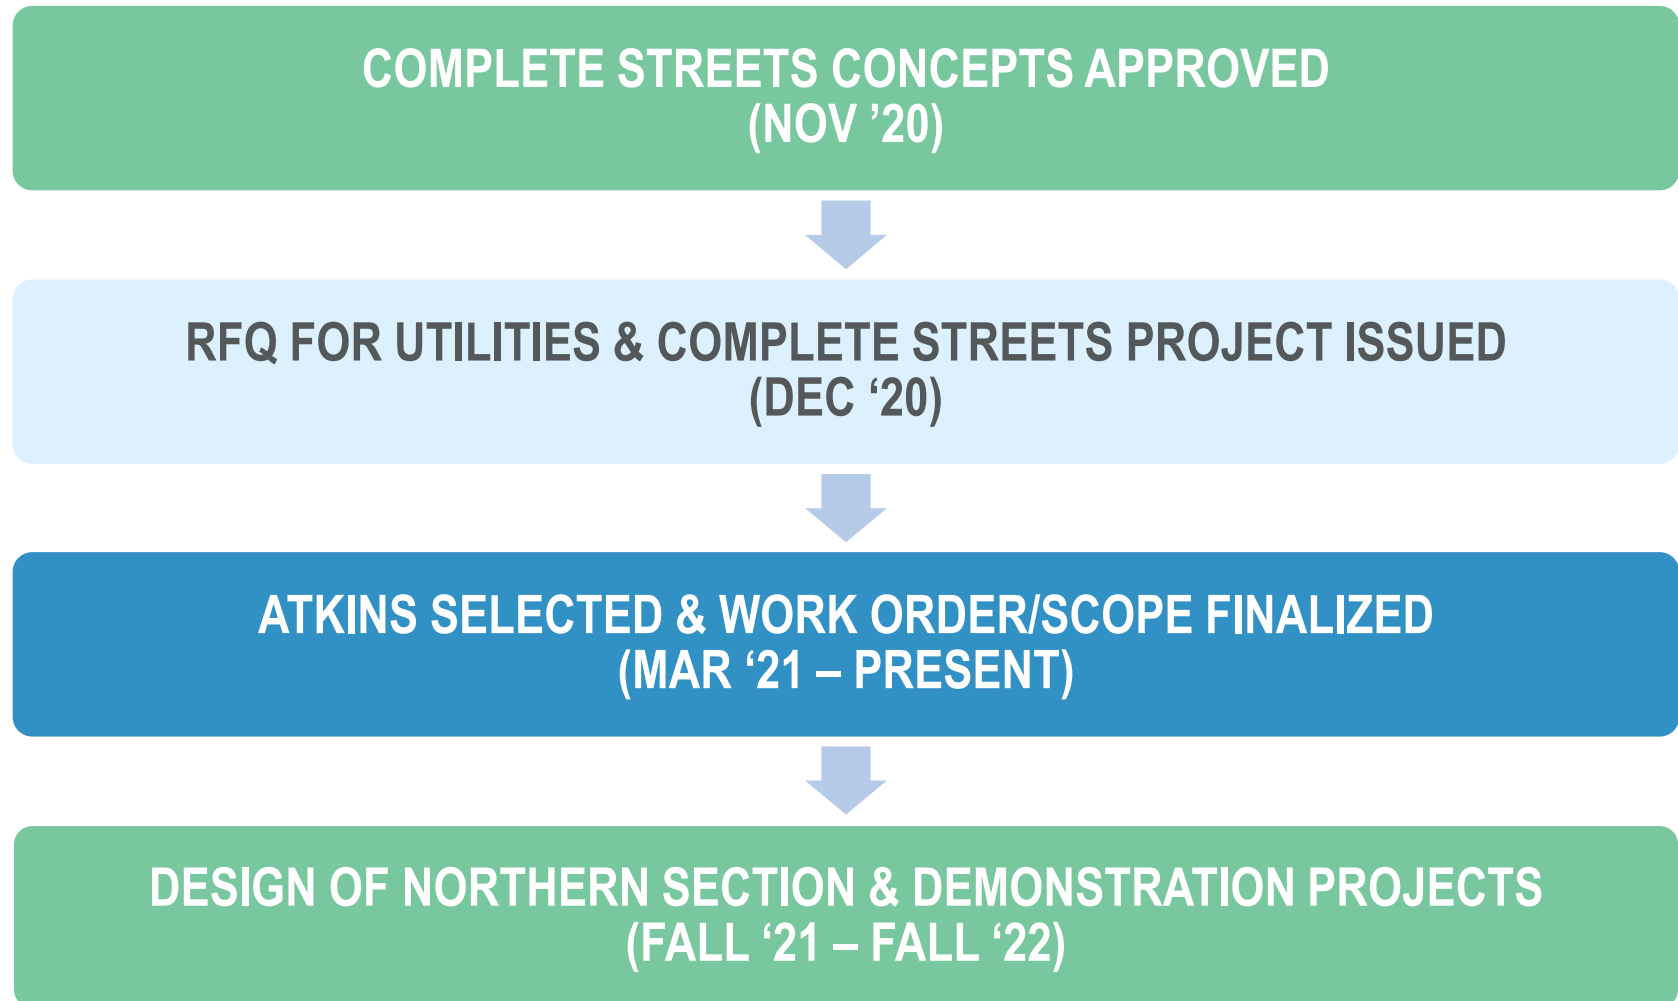 COMPLETE STREETS CONCEPTS APPROVED
(NOV ’20)
RFQ FOR UTILITIES & COMPLETE STREETS PROJECT ISSUED
(DEC ‘20)
ATKINS SELECTED & WORK ORDER/SCOPE FINALIZED
(MAR ‘21 – PRESENT)
DESIGN OF NORTHERN SECTION & DEMONSTRATION PROJECTS
(FALL ‘21 – FALL ‘22)